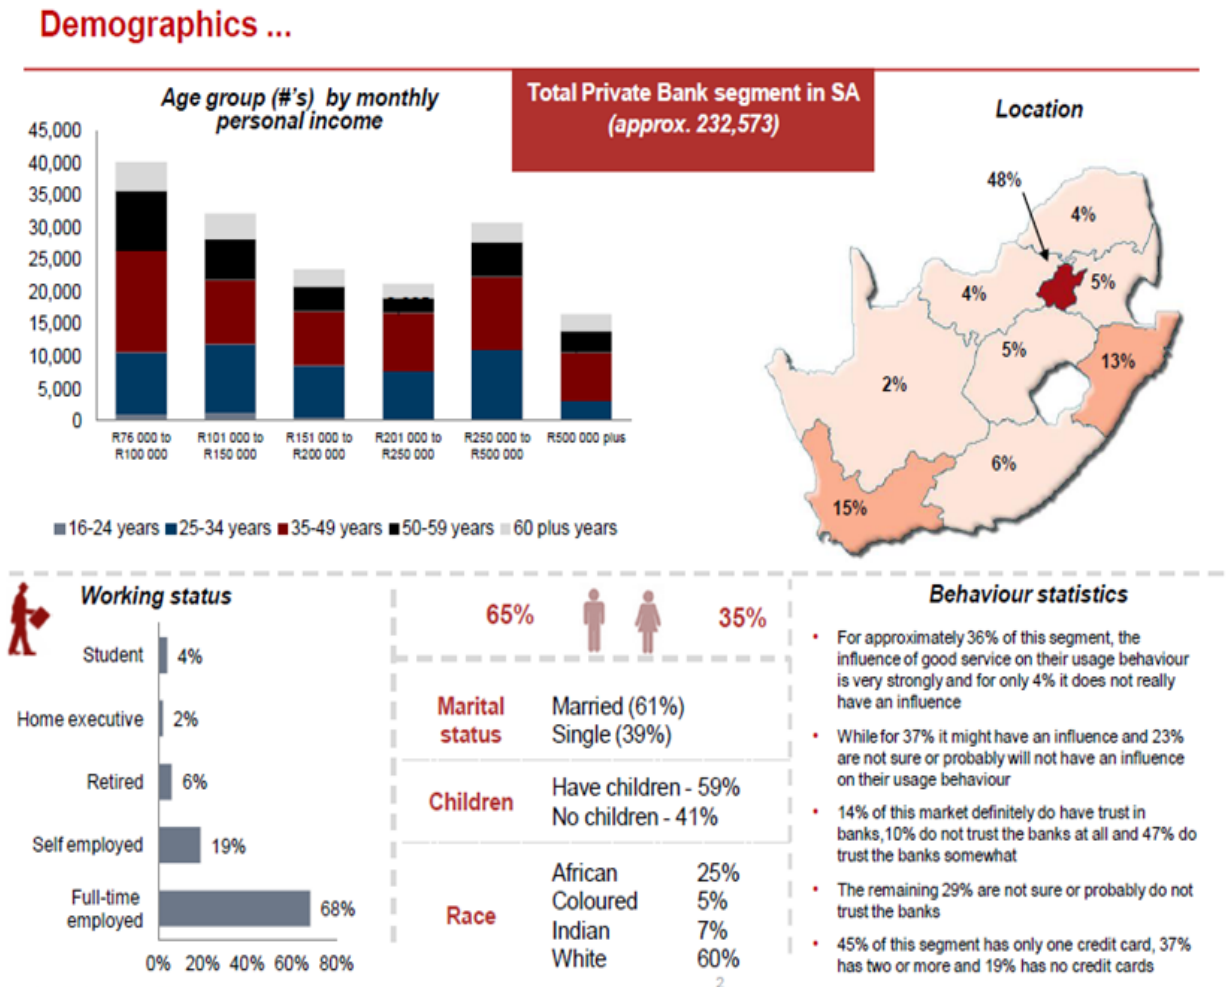 Demographics ...
Age group (#'s) by monthly
personal income
45,000
40,000
35,000
30,000
25,000
20,000
15,000
10,000
5,000
0
R76 000 to
R100 000
R101 000 to
R150 000
R151 000 to
R200 000
R201 000 to
R250 000
R250 000 to
R500 000
R500 000 plus
16-24 years 25-34 years 35-49 years 50-59 years 60 plus years
Total Private Bank segment in SA
(approx. 232,573)
Location
48%
4%
5%
4%
5%
13%
2%
6%
15%
Working status
Student 4%
Home executive 2%
Retired 6%
Self employed 19%
Full-time
employed
68%
0% 20% 40% 60% 80%
65% 35%
Marital
status
Married (61%)
Single (39%)
Children
Have children - 59%
No children - 41%
Race
African 25%
Coloured 5%
Indian 7%
White 60%
2
Behaviour statistics
• For approximately 36% of this segment, the
influence of good service on their usage behaviour
is very strongly and for only 4% it does not really
have an influence
• While for 37% it might have an influence and 23%
are not sure or probably will not have an influence
on their usage behaviour
• 14% of this market definitely do have trust in
banks,10% do not trust the banks at all and 47% do
trust the banks somewhat
• The remaining 29% are not sure or probably do not
trust the banks
• 45% of this segment has only one credit card, 37%
has two or more and 19% has no credit cards